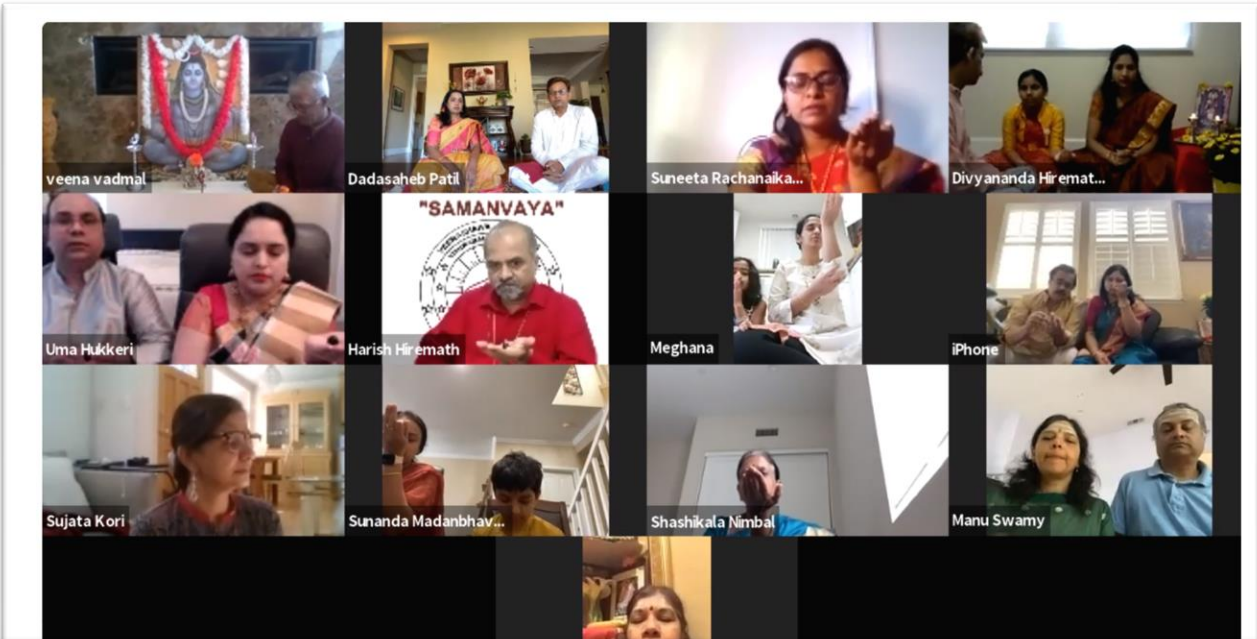 veena vadmal
Dadasaheb Patil
Suneeta Rachanaika...
Divyananda Hiremat...
Uma Hukkeri
"SAMANVAYA"
Harish Hiremath
Meghana
iPhone
Sujata Kori
Sunanda Madanbhav...
Shashikala Nimbal
Manu Swamy